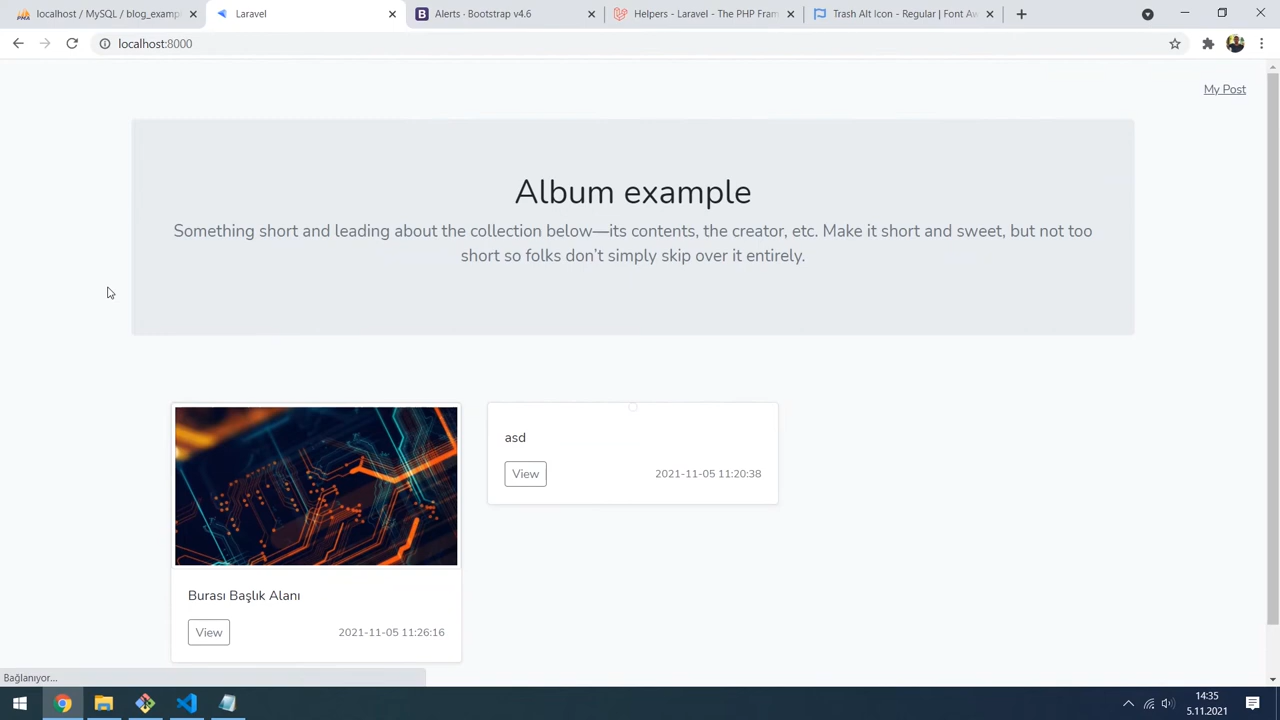 localhost / MySQL / blog_examp
Laravel
Alerts · Bootstrap v4.6
Helpers - Laravel - The PHP Fram
Trash Alt Icon - Regular | Font Aw
localhost:8000
My Post
Album example
Something short and leading about the collection below—its contents, the creator, etc. Make it short and sweet, but not too
short so folks don’t simply skip over it entirely.
asd
View
2021-11-05 11:20:38
Burası Başlık Alanı
View
2021-11-05 11:26:16
Bağlanıyor...
14:35
5.11.2021